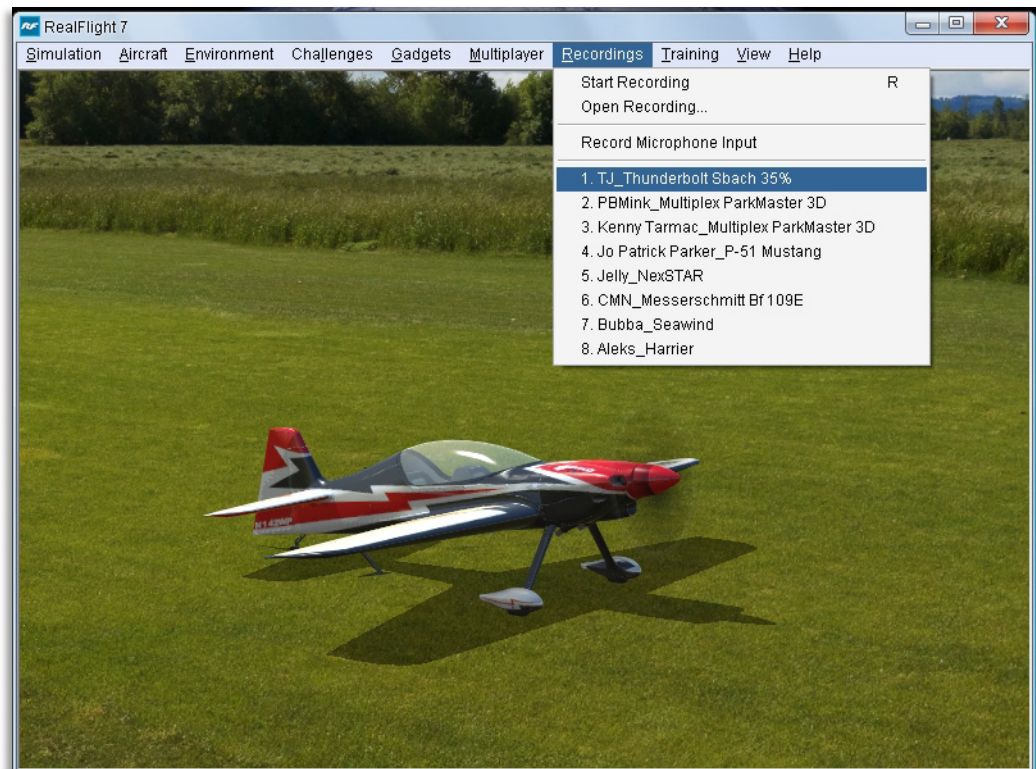 RF RealFlight 7
Simulation Aircraft Environment Challenges Gadgets Multiplayer Recordings Training View Help
Start Recording R
Open Recording...
Record Microphone Input
1. TJ_Thunderbolt Sbach 35%
2. PBMink_Multiplex ParkMaster 3D
3. Kenny Tarmac_Multiplex ParkMaster 3D
4. Jo Patrick Parker_P-51 Mustang
5. Jelly_NexSTAR
6. CMN_Messerschmitt Bf 109E
7. Bubba_Seawind
8. Aleks_Harrier